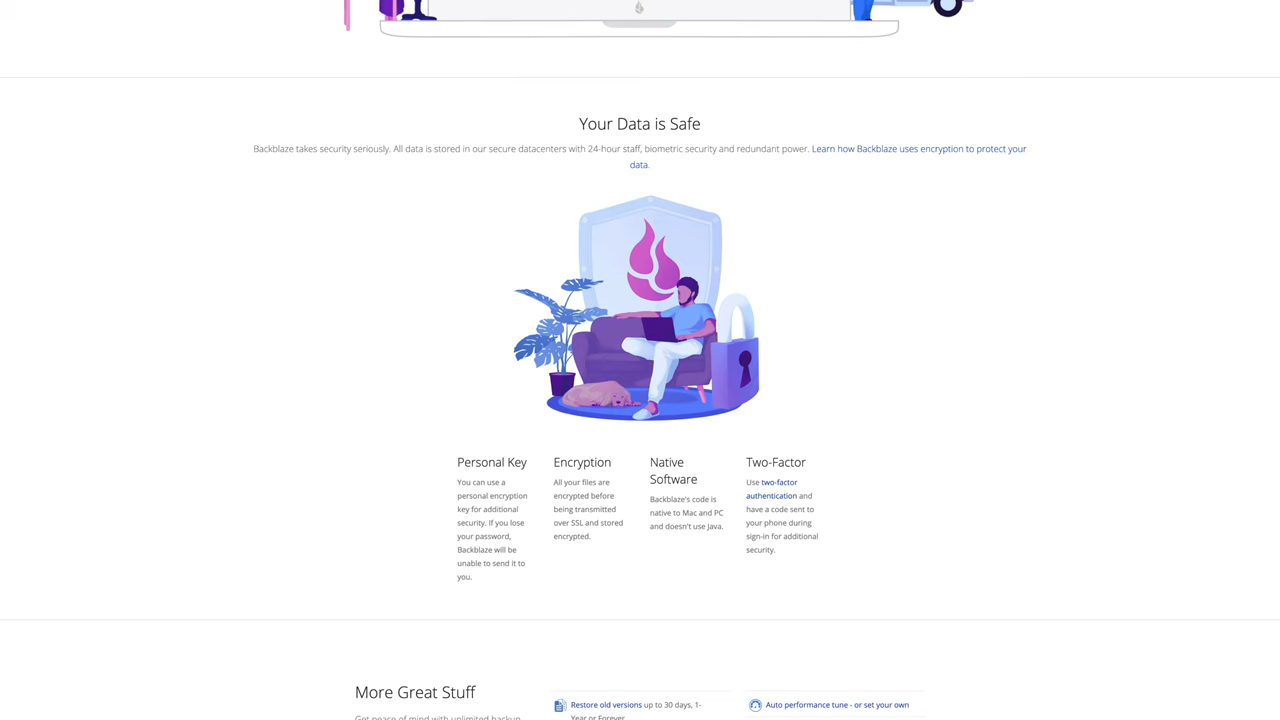 Your Data is Safe
Backblaze takes security seriously. All data is stored in our secure datacenters with 24-hour staff, biometric security and redundant power. Learn how Backblaze uses encryption to protect your
data.
Personal Key
You can use a
personal encryption
key for additional
security. If you lose
your password,
Backblaze will be
unable to send it to
you.
Encryption
All your files are
encrypted before
being transmitted
over SSL and stored
encrypted.
Native
Software
Backblaze's code is
native to Mac and PC
and doesn't use Java.
Two-Factor
Use two-factor
authentication and
have a code sent to
your phone during
sign-in for additional
security.
More Great Stuff
Get peace of mind with unlimited backup
Restore old versions up to 30 days, 1-
Year or Forever
Auto performance tune - or set your own